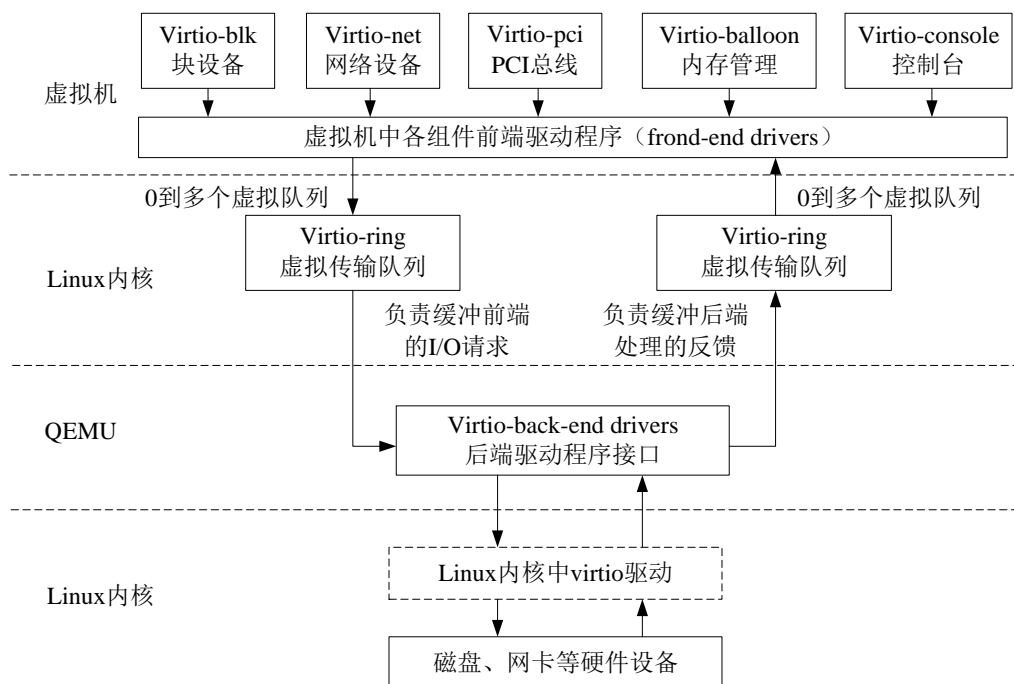 Virtio-blk
块设备
Virtio-net
网络设备
Virtio-pci
PCI总线
Virtio-balloon
内存管理
Virtio-console
控制台
虚拟机
虚拟机中各组件前端驱动程序（frond-end drivers）
0到多个虚拟队列
0到多个虚拟队列
Virtio-ring
虚拟传输队列
Virtio-ring
虚拟传输队列
Linux内核
负责缓冲前端
的I/O请求
负责缓冲后端
处理的反馈
QEMU
Virtio-back-end drivers
后端驱动程序接口
Linux内核中virtio驱动
Linux内核
磁盘、网卡等硬件设备